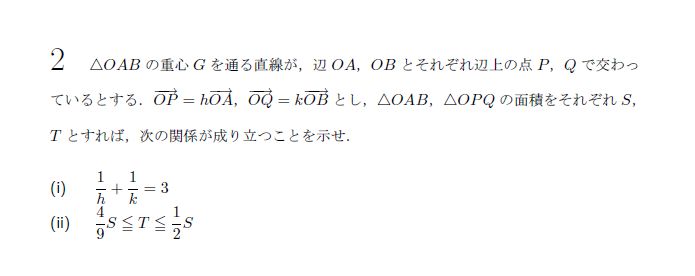 2 △OAB の重心 G を通る直線が，辺 OA，OB とそれぞれ辺上の点 P，Q で交わっ
ているとする．$\overrightarrow{OP} = h\overrightarrow{OA}$，$\overrightarrow{OQ} = k\overrightarrow{OB}$ とし，△OAB，△OPQ の面積をそれぞれ S，
T とすれば，次の関係が成り立つことを示せ．
(i) $\frac{1}{h} + \frac{1}{k} = 3$
(ii) $\frac{4}{9}S \leqq T \leqq \frac{1}{2}S$